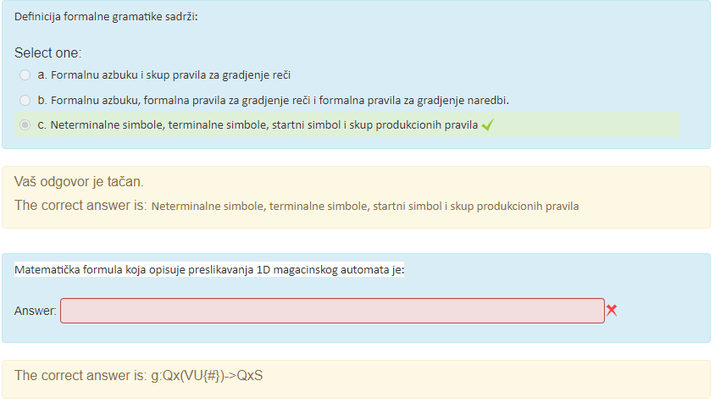 Definicija formalne gramatike sadrži:
Select one:
a. Formalnu azbuku i skup pravila za gradjenje reči
b. Formalnu azbuku, formalna pravila za gradjenje reči i formalna pravila za gradjenje naredbi.
c. Neterminalne simbole, terminalne simbole, startni simbol i skup produkcionih pravila
Vaš odgovor je tačan.
The correct answer is: Neterminalne simbole, terminalne simbole, startni simbol i skup produkcionih pravila
Matematička formula koja opisuje preslikavanja 1D magacinskog automata je:
Answer:
The correct answer is: g:Qx(VU{#})->QxS